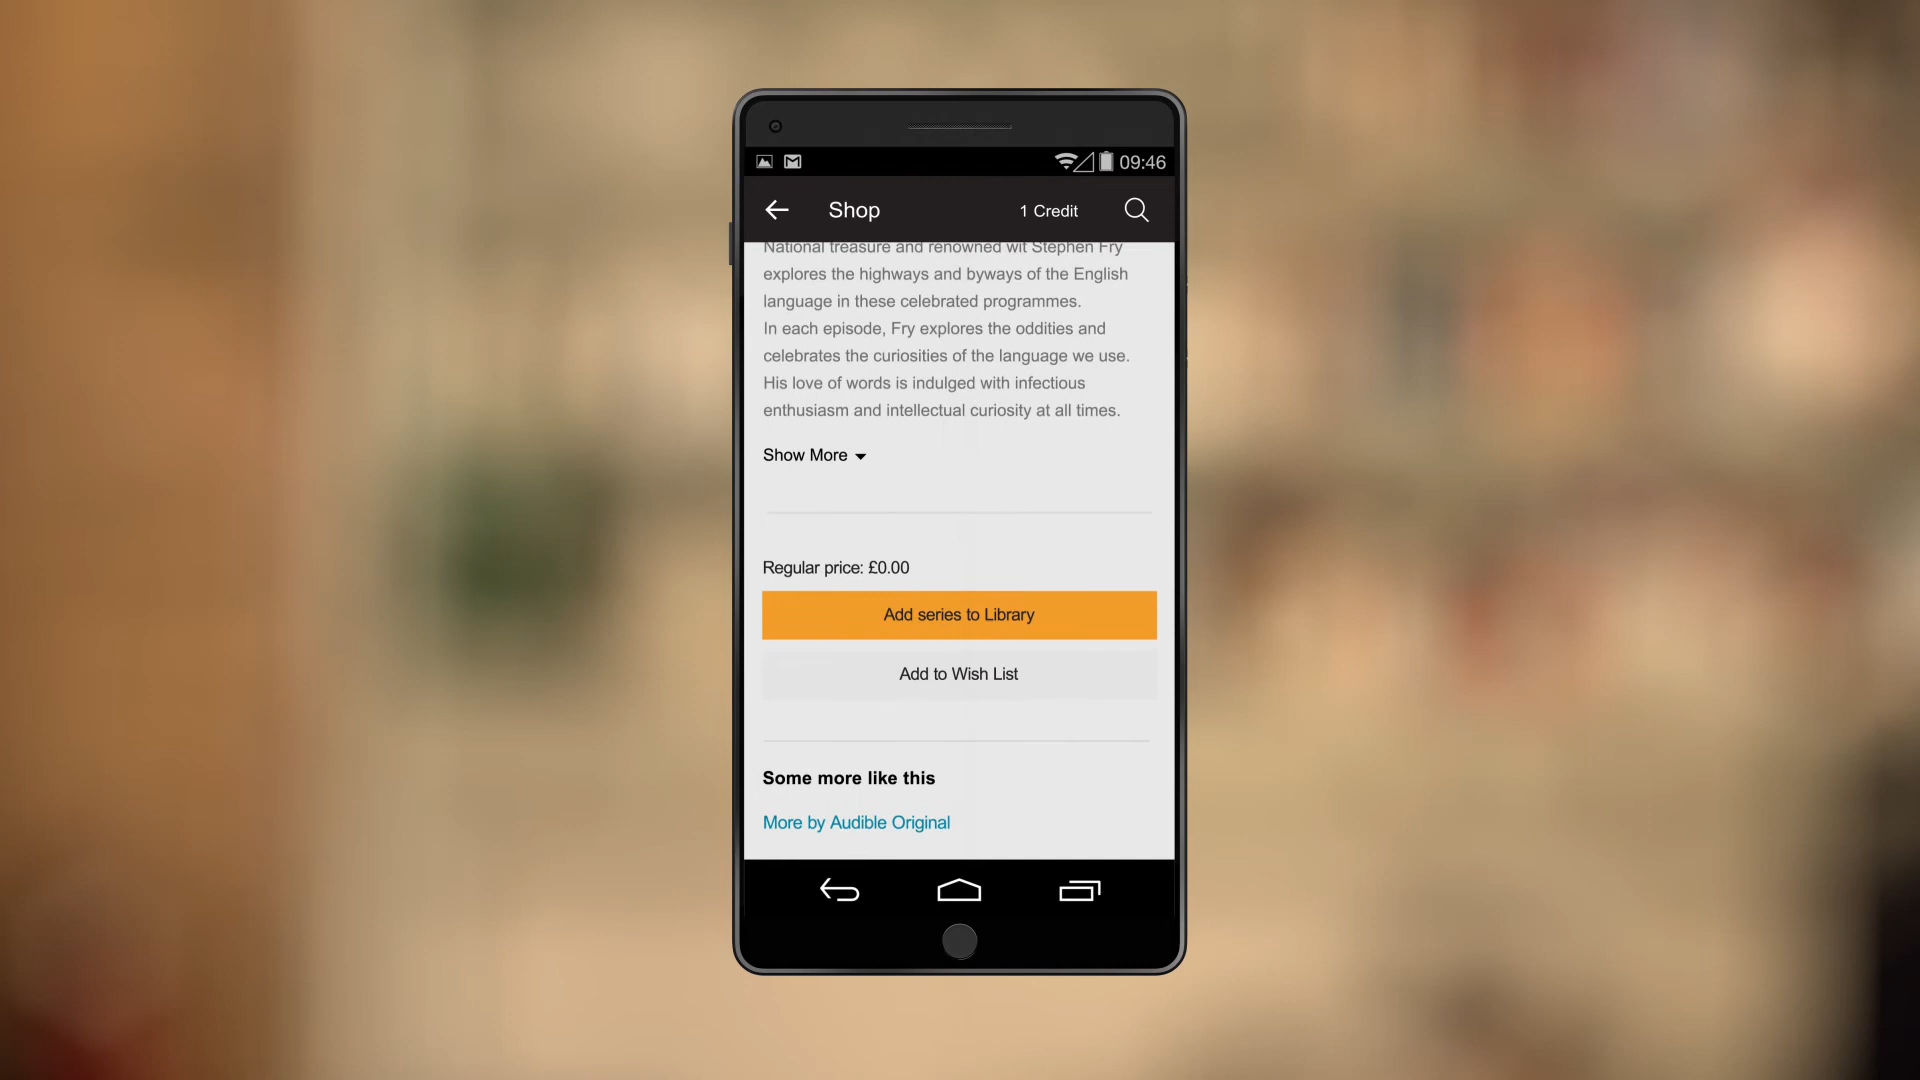 09:46
Shop
1 Credit
National treasure and renowned wit Stephen Fry
explores the highways and byways of the English
language in these celebrated programmes.
In each episode, Fry explores the oddities and
celebrates the curiosities of the language we use.
His love of words is indulged with infectious
enthusiasm and intellectual curiosity at all times.
Show More
Regular price: £0.00
Add series to Library
Add to Wish List
Some more like this
More by Audible Original